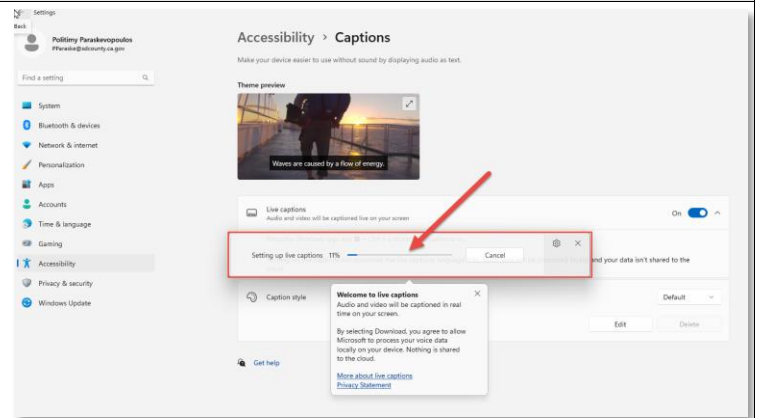 Settings
Back
Politimy Paraskevopoulos
PParaske@sdcounty.ca.gov
Find a setting
System
Bluetooth & devices
Network & internet
Personalization
Apps
Accounts
Time & language
Gaming
Accessibility
Privacy & security
Windows Update
Accessibility > Captions
Make your device easier to use without sound by displaying audio as text.
Theme preview
Waves are caused by a flow of energy.
Live captions
Audio and video will be captioned live on your screen
On
Setting up live captions 11%
Cancel
and your data isn't shared to the
Caption style
Default
Edit
Delete
Welcome to live captions
Audio and video will be captioned in real
time on your screen.
By selecting Download, you agree to allow
Microsoft to process your voice data
locally on your device. Nothing is shared
to the cloud.
More about live captions
Privacy Statement
Get help